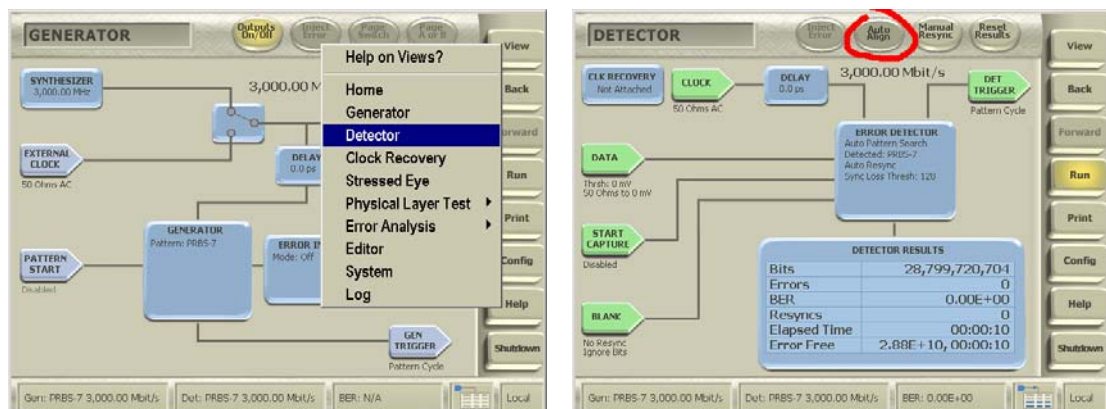 GENERATOR
Outputs On/Off
Inject Error
Page Switch
Page A or B
View
Back
Forward
Run
Print
Config
Help
Shutdown
SYNTHESIZER
3,000.00 MHz
3,000.00 M
EXTERNAL
CLOCK
50 Ohms AC
DELAY
0.0 ps
GENERATOR
Pattern: PRBS-7
ERROR IN
Mode: Off
PATTERN
START
Disabled
GEN
TRIGGER
Pattern Cycle
Help on Views?
Home
Generator
Detector
Clock Recovery
Stressed Eye
Physical Layer Test
Error Analysis
Editor
System
Log
Gen: PRBS-7 3,000.00 Mbit/s
Det: PRBS-7 3,000.00 Mbit/s
BER: N/A
Local
DETECTOR
Inject Error
Auto Align
Manual Resync
Reset Results
View
Back
Forward
Run
Print
Config
Help
Shutdown
CLK RECOVERY
Not Attached
CLOCK
50 Ohms AC
DELAY
0.0 ps
3,000.00 Mbit/s
DET
TRIGGER
Pattern Cycle
DATA
Thrsh: 0 mV
50 Ohms to 0 mV
ERROR DETECTOR
Auto Pattern Search
Detected: PRBS-7
Auto Resync
Sync Loss Thresh: 120
START
CAPTURE
Disabled
BLANK
No Resync
Ignore Bits
DETECTOR RESULTS
Bits 28,799,720,704
Errors 0
BER 0.00E+00
Resyncs 0
Elapsed Time 00:00:10
Error Free 2.88E+10, 00:00:10
Gen: PRBS-7 3,000.00 Mbit/s
Det: PRBS-7 3,000.00 Mbit/s
BER: 0.00E+00
Local